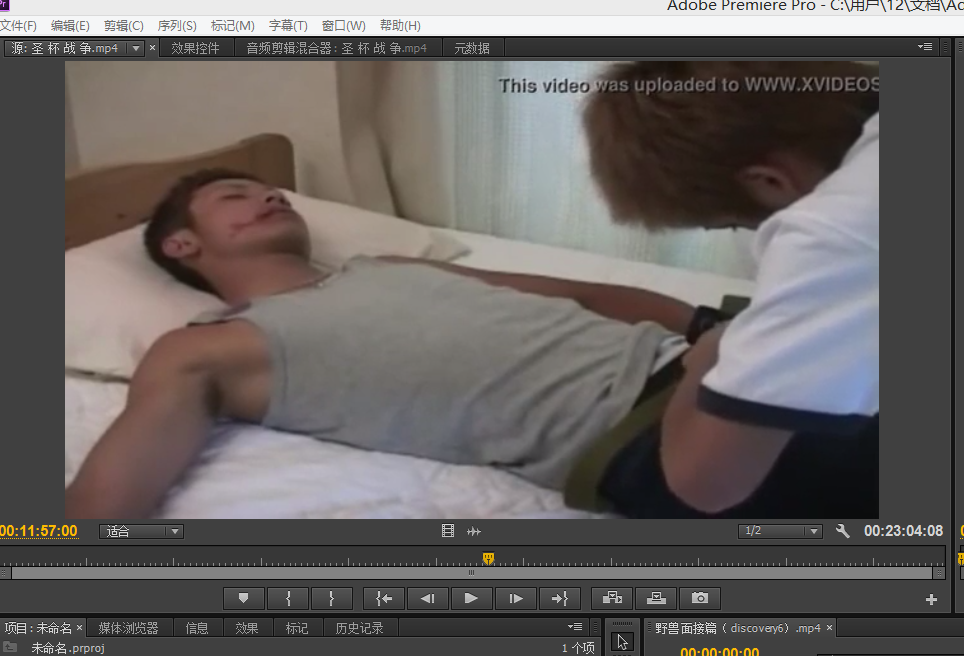 Pr
Adobe Premiere Pro - C:\用户\12\文档\Ad
文件(F) 编辑(E) 剪辑(C) 序列(S) 标记(M) 字幕(T) 窗口(W) 帮助(H)
源: 圣 杯 战 争.mp4 × 效果控件 音频剪辑混合器: 圣 杯 战 争.mp4 元数据
This video was uploaded to WWW.XVIDEOS
00:11:57:00 适合 1/2 00:23:04:08
项目: 未命名 × 媒体浏览器 信息 效果 标记 历史记录 野兽面接篇（ discovery6）.mp4 ×
未命名.prproj 1 个项 00:00:00:00